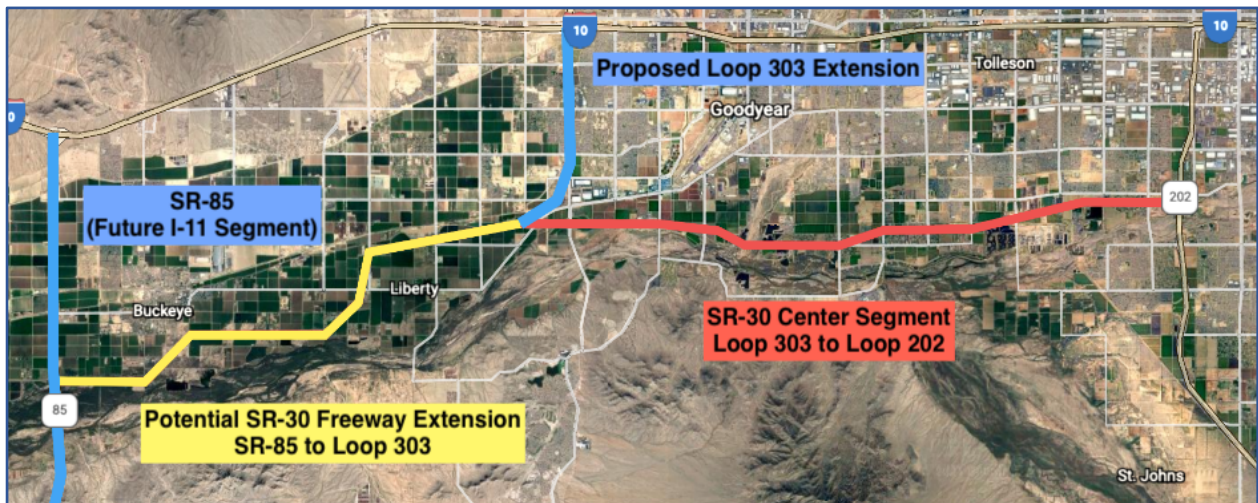 10
10
Proposed Loop 303 Extension
Tolleson
Goodyear
0
SR-85
(Future I-11 Segment)
202
Liberty
Buckeye
SR-30 Center Segment
Loop 303 to Loop 202
85
Potential SR-30 Freeway Extension
SR-85 to Loop 303
St. Johns